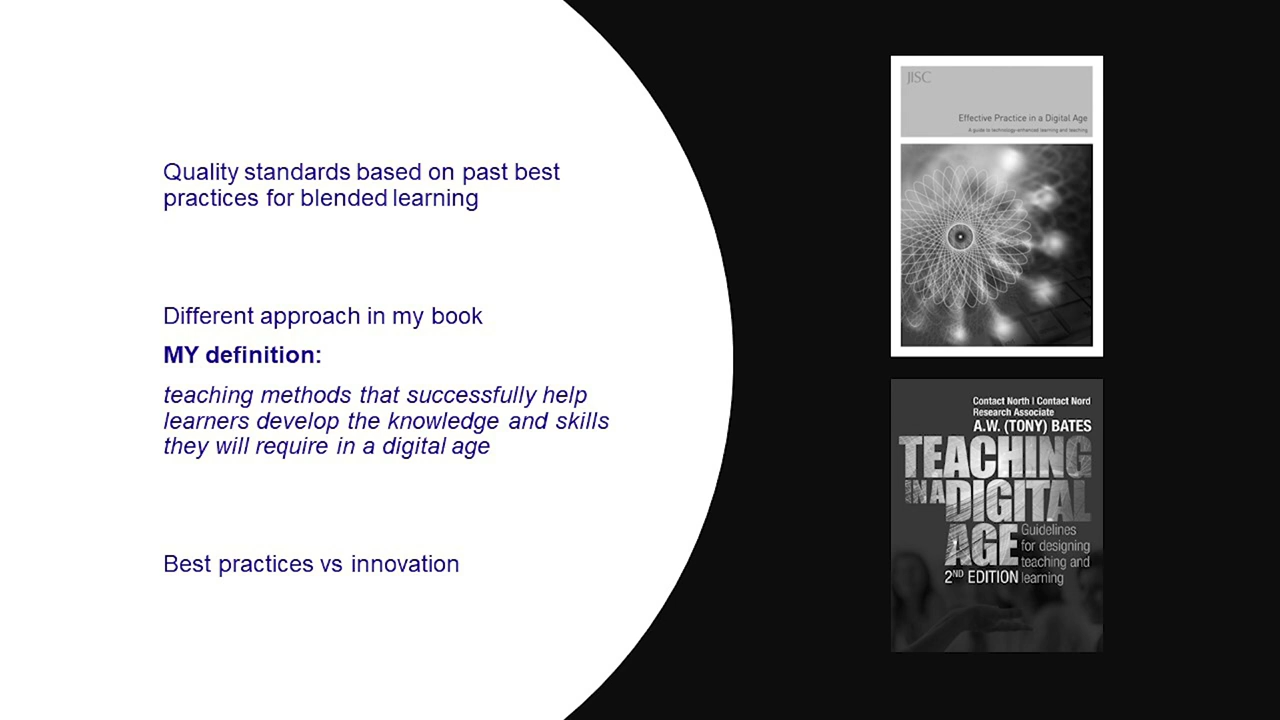 Quality standards based on past best
practices for blended learning
Different approach in my book
MY definition:
teaching methods that successfully help
learners develop the knowledge and skills
they will require in a digital age
Best practices vs innovation
JISC
Effective Practice in a Digital Age
A guide to technology-enhanced learning and teaching
Contact North | Contact Nord
Research Associate
A.W. (TONY) BATES
TEACHING
IN A DIGITAL
AGE
2ND EDITION
Guidelines
for designing
teaching and
learning